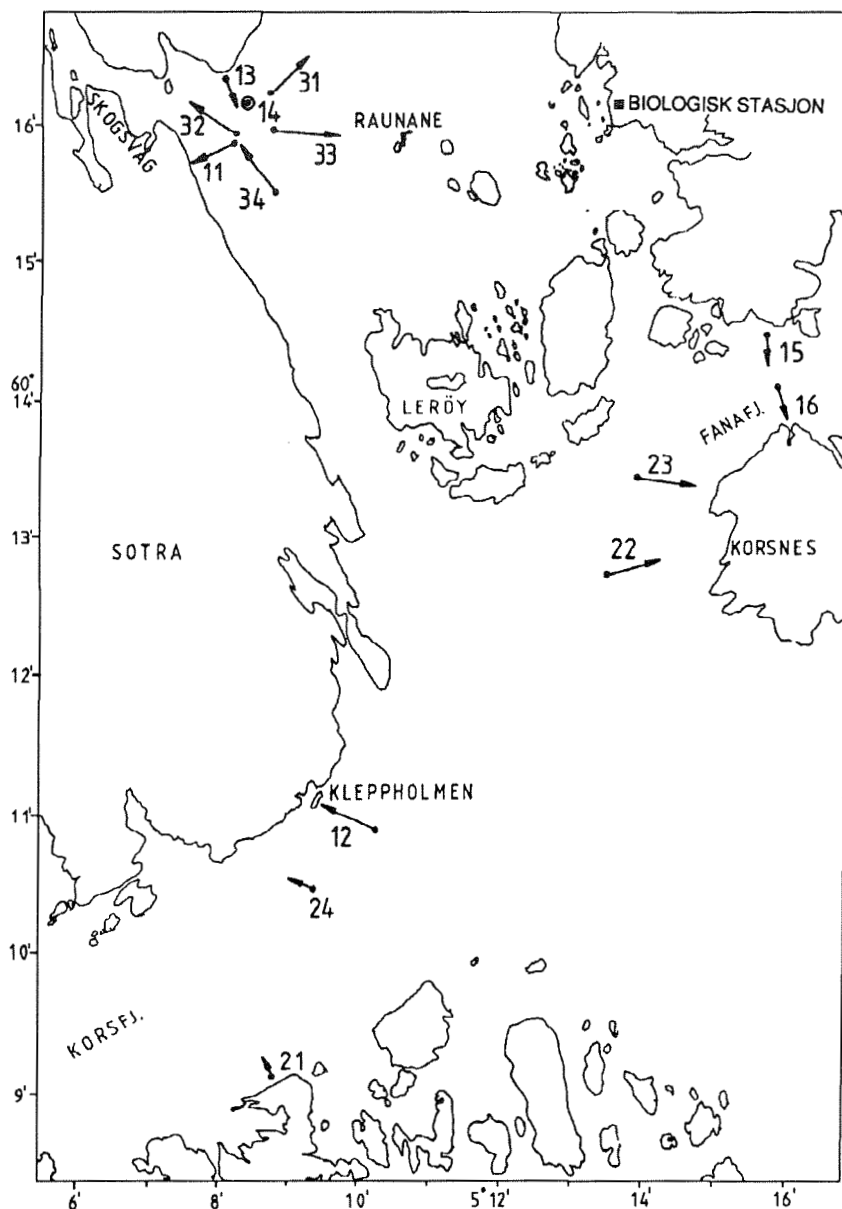 13
31
SKOGSVÅG
32
14
RAUNANE
BIOLOGISK STASJON
16'
11
33
34
15'
15
60°
14'
LERÖY
FANAFJ.
16
23
13'
SOTRA
22
KORSNES
12'
11'
KLEPPHOLMEN
12
24
10'
KORSFJ.
21
9'
6' 8' 10' 5° 12' 14' 16'